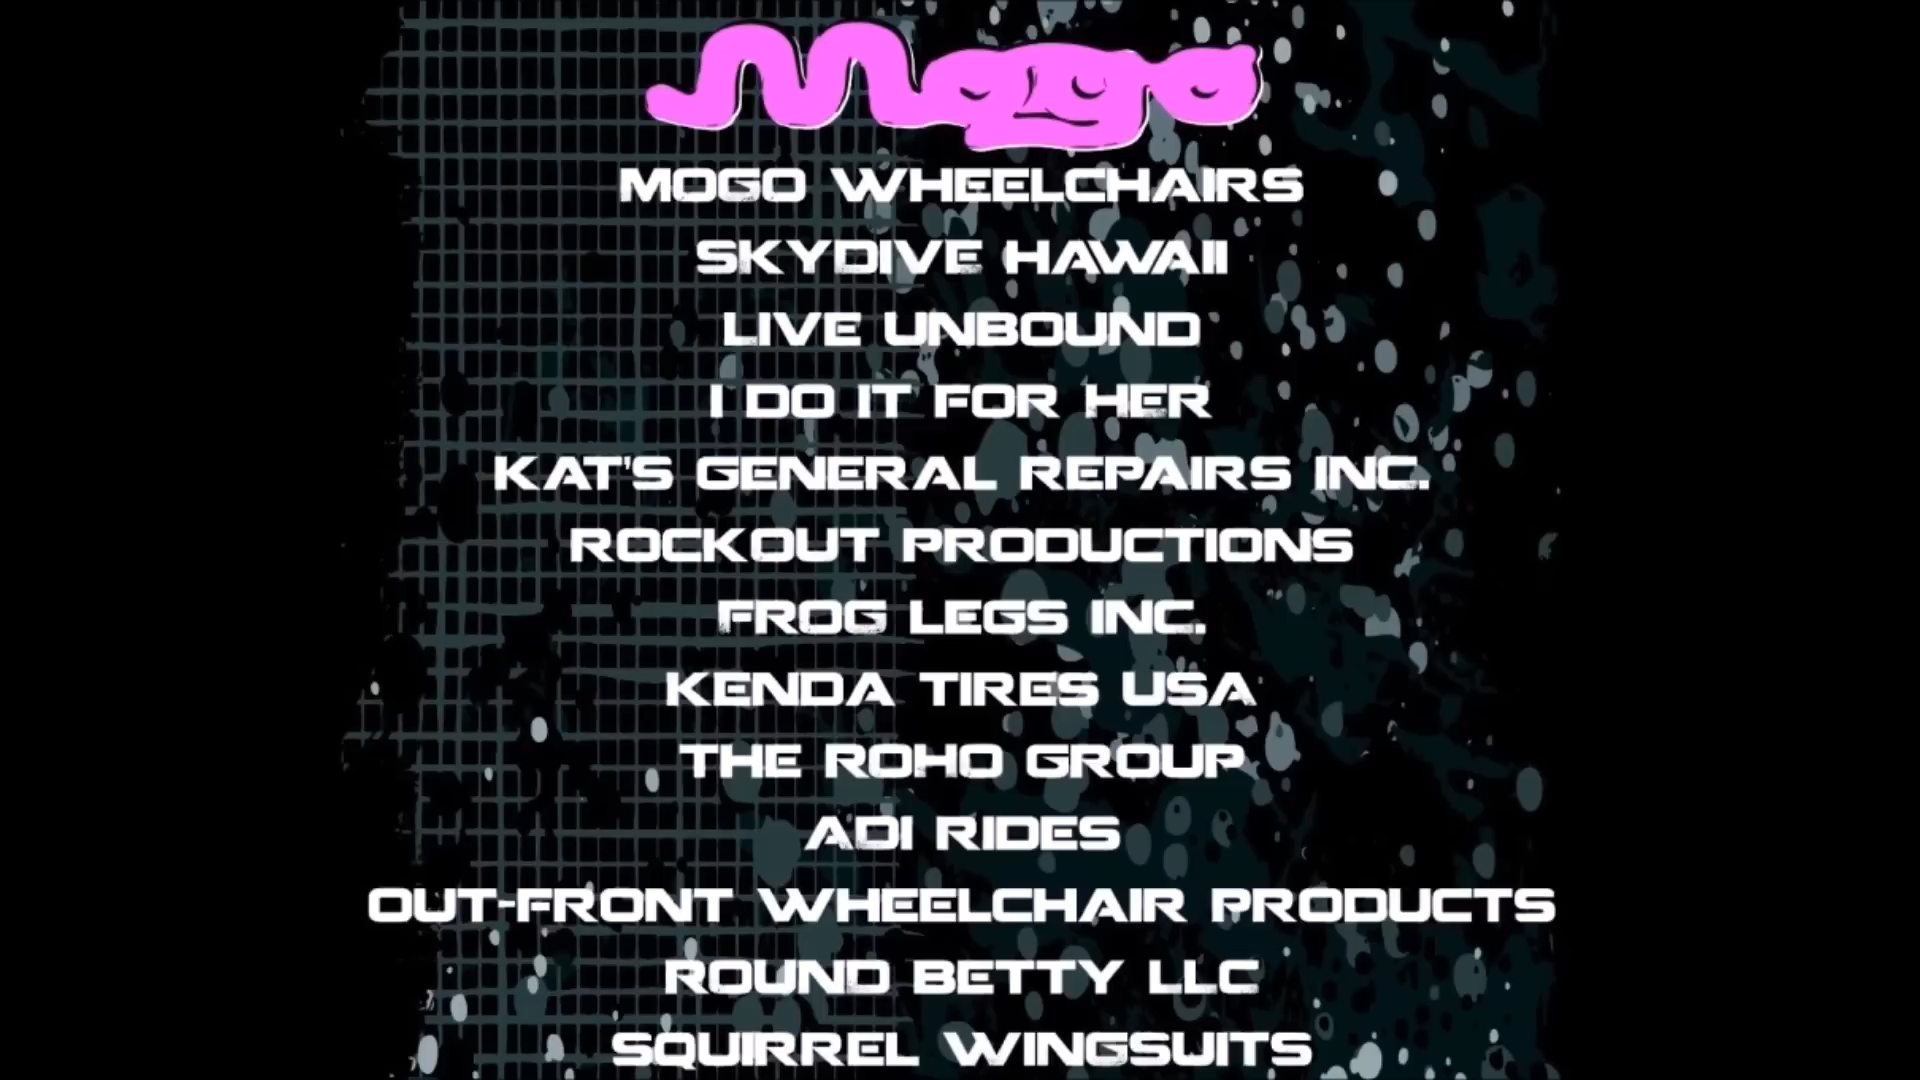 Mogo
MOGO WHEELCHAIRS
SKYDIVE HAWAII
LIVE UNBOUND
I DO IT FOR HER
KAT'S GENERAL REPAIRS INC.
ROCKOUT PRODUCTIONS
FROG LEGS INC.
KENDA TIRES USA
THE ROHO GROUP
ADI RIDES
OUT-FRONT WHEELCHAIR PRODUCTS
ROUND BETTY LLC
SQUIRREL WINGSUITS